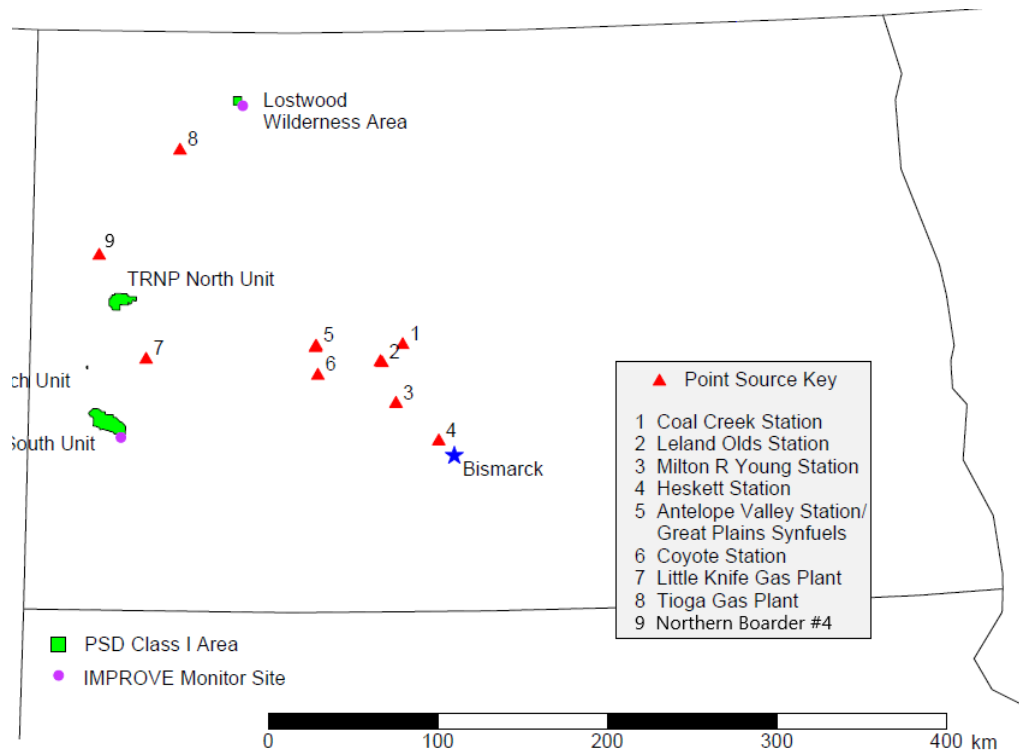 Lostwood
Wilderness Area
8
9
TRNP North Unit
7
5
6
1
2
3
4
ch Unit
South Unit
Bismarck
Point Source Key
1 Coal Creek Station
2 Leland Olds Station
3 Milton R Young Station
4 Heskett Station
5 Antelope Valley Station/
Great Plains Synfuels
6 Coyote Station
7 Little Knife Gas Plant
8 Tioga Gas Plant
9 Northern Boarder #4
PSD Class I Area
IMPROVE Monitor Site
0 100 200 300 400 km